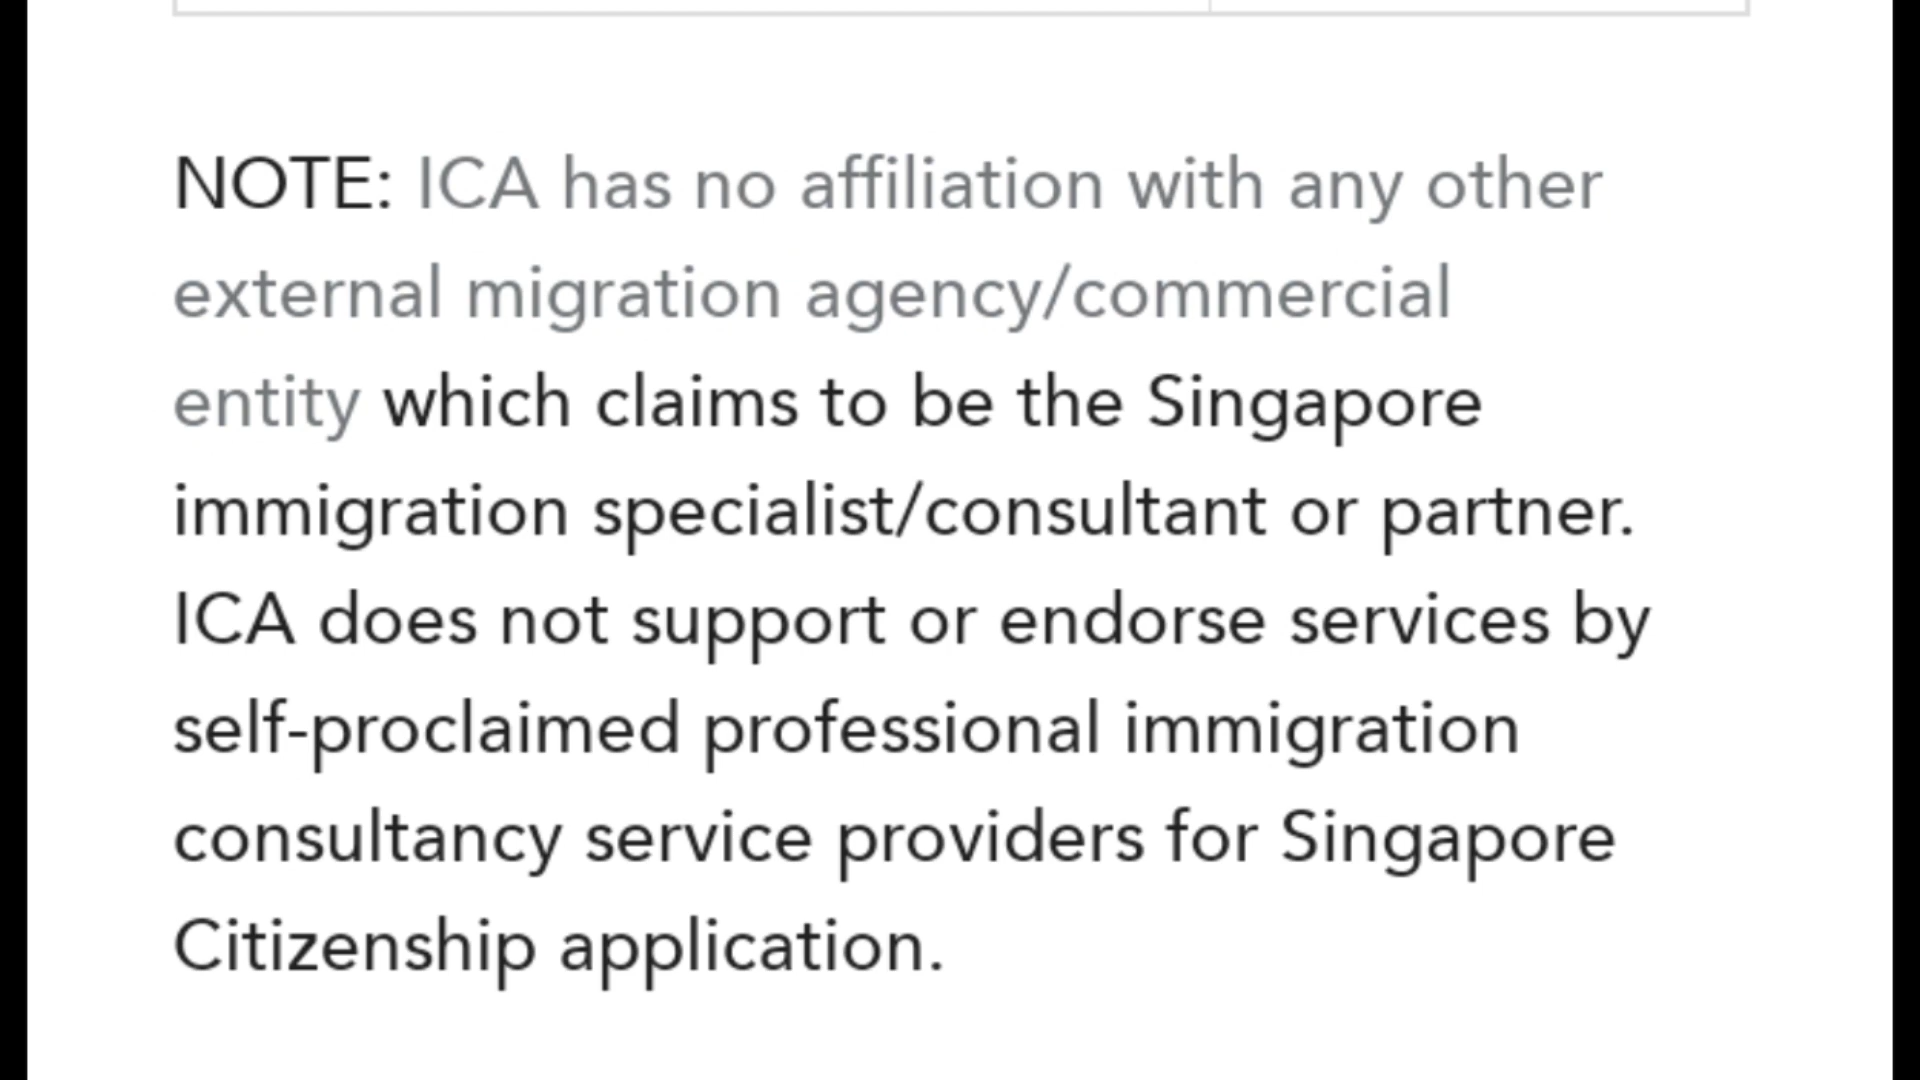 NOTE: ICA has no affiliation with any other
external migration agency/commercial
entity which claims to be the Singapore
immigration specialist/consultant or partner.
ICA does not support or endorse services by
self-proclaimed professional immigration
consultancy service providers for Singapore
Citizenship application.